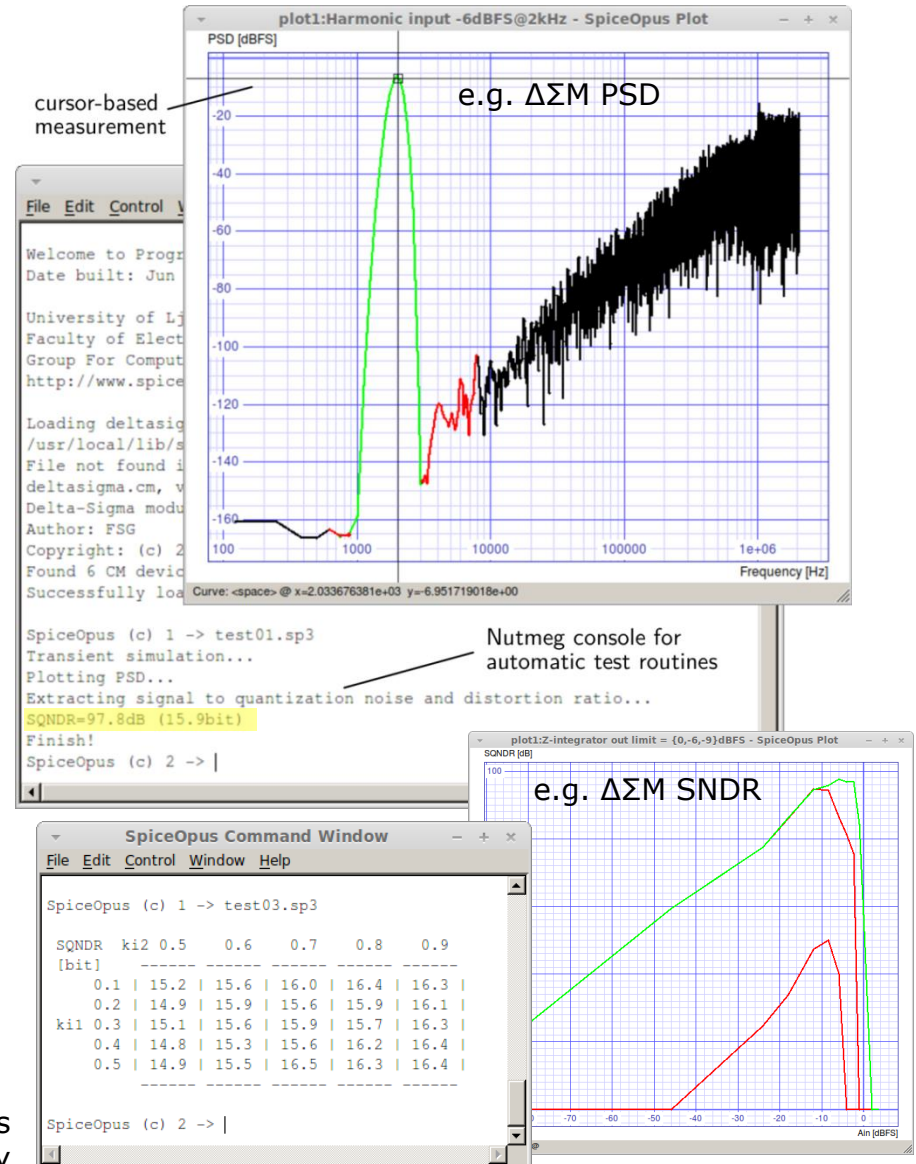 plot1:Harmonic input -6dBFS@2kHz - SpiceOpus Plot
PSD [dBFS]
e.g. ΔΣM PSD
cursor-based
measurement
-20
-40
-60
-80
-100
-120
-140
-160
100 1000 10000 100000 1e+06
Frequency [Hz]
Curve: <space> @ x=2.033676381e+03 y=-6.951719018e+00
File Edit Control
Welcome to Progr
Date built: Jun
University of Lj
Faculty of Elect
Group For Comput
http://www.spice
Loading deltasig
/usr/local/lib/s
File not found i
deltasigma.cm, v
Delta-Sigma modu
Author: FSG
Copyright: (c) 2
Found 6 CM devic
Successfully loa
SpiceOpus (c) 1 -> test01.sp3
Transient simulation...
Plotting PSD...
Extracting signal to quantization noise and distortion ratio...
SQNDR=97.8dB (15.9bit)
Finish!
SpiceOpus (c) 2 ->
Nutmeg console for
automatic test routines
plot1:Z-integrator out limit = {0,-6,-9}dBFS - SpiceOpus Plot
SQNDR [dB]
100
e.g. ΔΣM SNDR
-70 -60 -50 -40 -30 -20 -10 0
Ain [dBFS]
SpiceOpus Command Window
File Edit Control Window Help
SpiceOpus (c) 1 -> test03.sp3
SQNDR ki2 0.5 0.6 0.7 0.8 0.9
[bit] ------ ------ ------ ------ ------
0.1 | 15.2 | 15.6 | 16.0 | 16.4 | 16.3 |
0.2 | 14.9 | 15.9 | 15.6 | 15.9 | 16.1 |
ki1 0.3 | 15.1 | 15.6 | 15.9 | 15.7 | 16.3 |
0.4 | 14.8 | 15.3 | 15.6 | 16.2 | 16.4 |
0.5 | 14.9 | 15.5 | 16.5 | 16.3 | 16.4 |
------ ------ ------ ------ ------
SpiceOpus (c) 2 ->
s